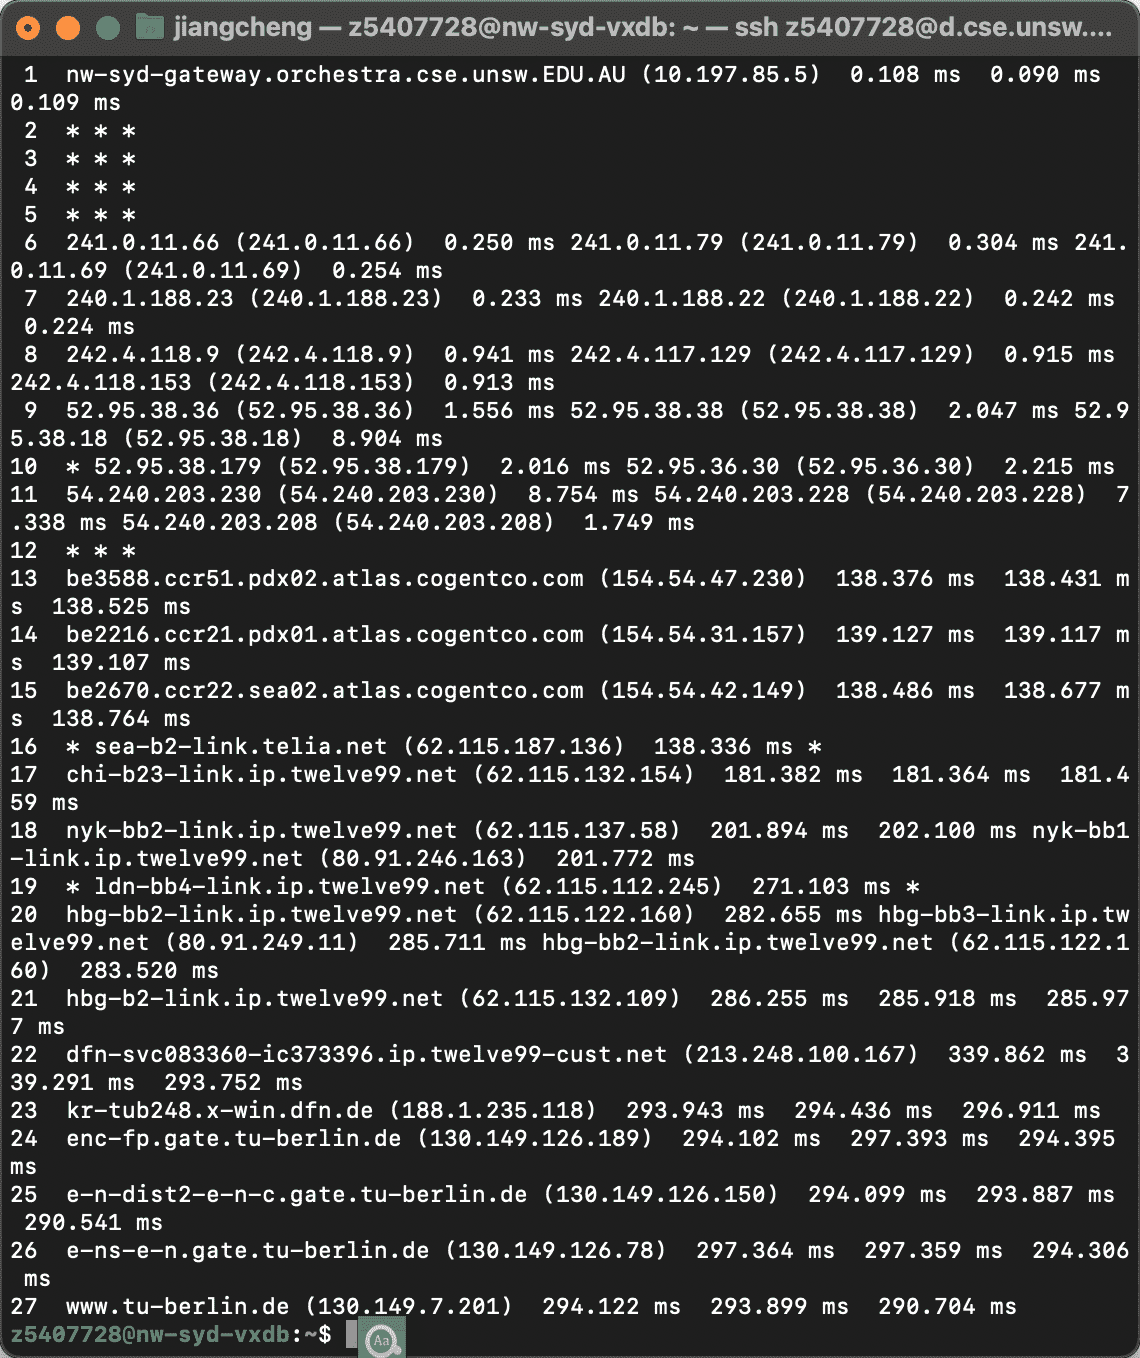 jiangcheng — z5407728@nw-syd-vxdb: ~ — ssh z5407728@d.cse.unsw....
1  nw-syd-gateway.orchestra.cse.unsw.EDU.AU (10.197.85.5)  0.108 ms  0.090 ms
0.109 ms
2  * * *
3  * * *
4  * * *
5  * * *
6  241.0.11.66 (241.0.11.66)  0.250 ms 241.0.11.79 (241.0.11.79)  0.304 ms 241.
0.11.69 (241.0.11.69)  0.254 ms
7  240.1.188.23 (240.1.188.23)  0.233 ms 240.1.188.22 (240.1.188.22)  0.242 ms
0.224 ms
8  242.4.118.9 (242.4.118.9)  0.941 ms 242.4.117.129 (242.4.117.129)  0.915 ms
242.4.118.153 (242.4.118.153)  0.913 ms
9  52.95.38.36 (52.95.38.36)  1.556 ms 52.95.38.38 (52.95.38.38)  2.047 ms 52.9
5.38.18 (52.95.38.18)  8.904 ms
10  * 52.95.38.179 (52.95.38.179)  2.016 ms 52.95.36.30 (52.95.36.30)  2.215 ms
11  54.240.203.230 (54.240.203.230)  8.754 ms 54.240.203.228 (54.240.203.228)  7
.338 ms 54.240.203.208 (54.240.203.208)  1.749 ms
12  * * *
13  be3588.ccr51.pdx02.atlas.cogentco.com (154.54.47.230)  138.376 ms  138.431 m
s  138.525 ms
14  be2216.ccr21.pdx01.atlas.cogentco.com (154.54.31.157)  139.127 ms  139.117 m
s  139.107 ms
15  be2670.ccr22.sea02.atlas.cogentco.com (154.54.42.149)  138.486 ms  138.677 m
s  138.764 ms
16  * sea-b2-link.telia.net (62.115.187.136)  138.336 ms *
17  chi-b23-link.ip.twelve99.net (62.115.132.154)  181.382 ms  181.364 ms  181.4
59 ms
18  nyk-bb2-link.ip.twelve99.net (62.115.137.58)  201.894 ms  202.100 ms nyk-bb1
-link.ip.twelve99.net (80.91.246.163)  201.772 ms
19  * ldn-bb4-link.ip.twelve99.net (62.115.112.245)  271.103 ms *
20  hbg-bb2-link.ip.twelve99.net (62.115.122.160)  282.655 ms hbg-bb3-link.ip.tw
elve99.net (80.91.249.11)  285.711 ms hbg-bb2-link.ip.twelve99.net (62.115.122.1
60)  283.520 ms
21  hbg-b2-link.ip.twelve99.net (62.115.132.109)  286.255 ms  285.918 ms  285.97
7 ms
22  dfn-svc083360-ic373396.ip.twelve99-cust.net (213.248.100.167)  339.862 ms  3
39.291 ms  293.752 ms
23  kr-tub248.x-win.dfn.de (188.1.235.118)  293.943 ms  294.436 ms  296.911 ms
24  enc-fp.gate.tu-berlin.de (130.149.126.189)  294.102 ms  297.393 ms  294.395
ms
25  e-n-dist2-e-n-c.gate.tu-berlin.de (130.149.126.150)  294.099 ms  293.887 ms
290.541 ms
26  e-ns-e-n.gate.tu-berlin.de (130.149.126.78)  297.364 ms  297.359 ms  294.306
ms
27  www.tu-berlin.de (130.149.7.201)  294.122 ms  293.899 ms  290.704 ms
z5407728@nw-syd-vxdb:~$
Aa